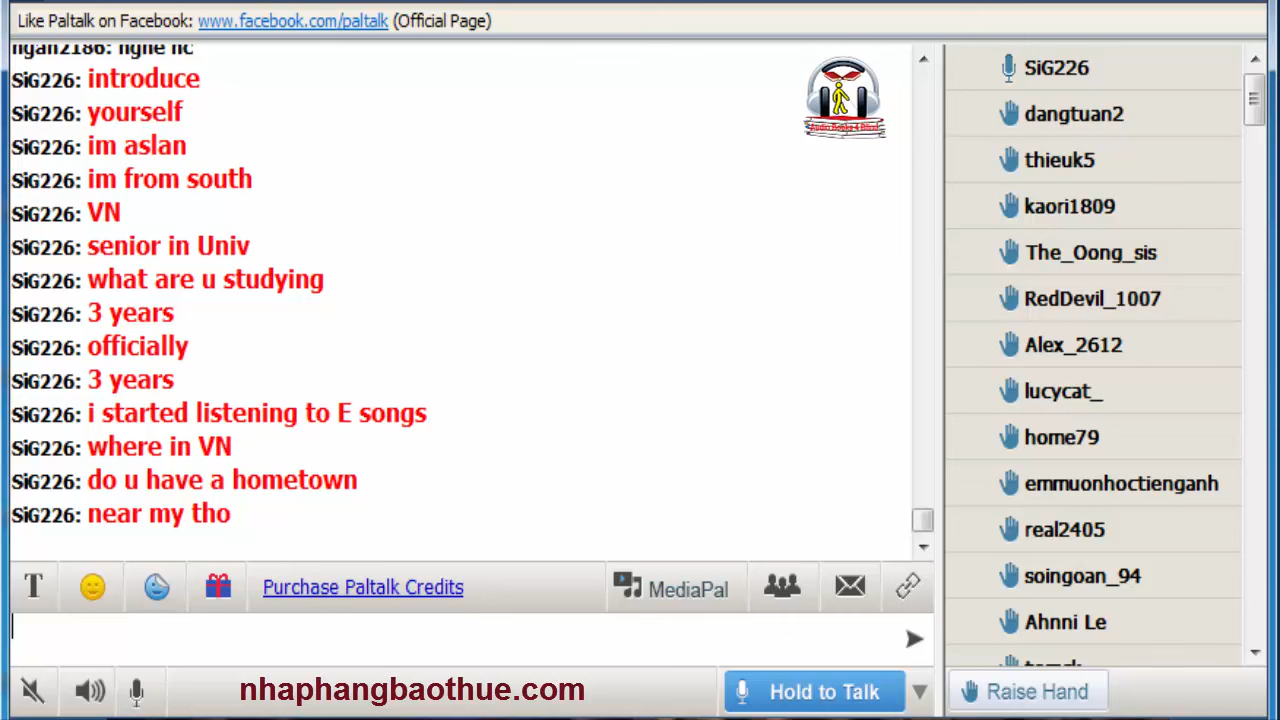 Like Paltalk on Facebook: www.facebook.com/paltalk (Official Page)
ngan2186: nghe nc
SiG226: introduce
SiG226: yourself
SiG226: im aslan
SiG226: im from south
SiG226: VN
SiG226: senior in Univ
SiG226: what are u studying
SiG226: 3 years
SiG226: officially
SiG226: 3 years
SiG226: i started listening to E songs
SiG226: where in VN
SiG226: do u have a hometown
SiG226: near my tho
T
Purchase Paltalk Credits
MediaPal
nhaphangbaothue.com
Hold to Talk
SiG226
dangtuan2
thieuk5
kaori1809
The_Oong_sis
RedDevil_1007
Alex_2612
lucycat_
home79
emmuonhoctienganh
real2405
soingoan_94
Ahnni Le
Raise Hand